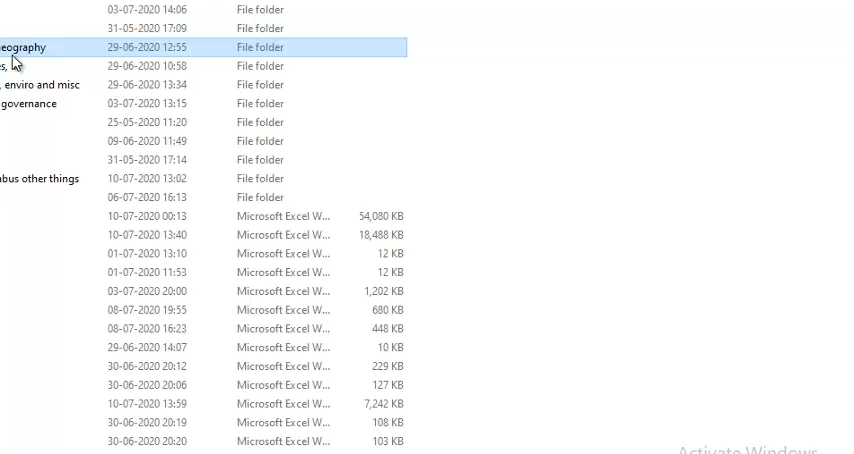 03-07-2020 14:06 File folder
31-05-2020 17:09 File folder
eography 29-06-2020 12:55 File folder
es, 29-06-2020 10:58 File folder
, enviro and misc 29-06-2020 13:34 File folder
governance 03-07-2020 13:15 File folder
25-05-2020 11:20 File folder
09-06-2020 11:49 File folder
31-05-2020 17:14 File folder
abus other things 10-07-2020 13:02 File folder
06-07-2020 16:13 File folder
10-07-2020 00:13 Microsoft Excel W... 54,080 KB
10-07-2020 13:40 Microsoft Excel W... 18,488 KB
01-07-2020 13:10 Microsoft Excel W... 12 KB
01-07-2020 11:53 Microsoft Excel W... 12 KB
03-07-2020 20:00 Microsoft Excel W... 1,202 KB
08-07-2020 19:55 Microsoft Excel W... 680 KB
08-07-2020 16:23 Microsoft Excel W... 448 KB
29-06-2020 14:07 Microsoft Excel W... 10 KB
30-06-2020 20:12 Microsoft Excel W... 229 KB
30-06-2020 20:06 Microsoft Excel W... 127 KB
10-07-2020 13:59 Microsoft Excel W... 7,242 KB
30-06-2020 20:19 Microsoft Excel W... 108 KB
30-06-2020 20:20 Microsoft Excel W... 103 KB
Activate Windows